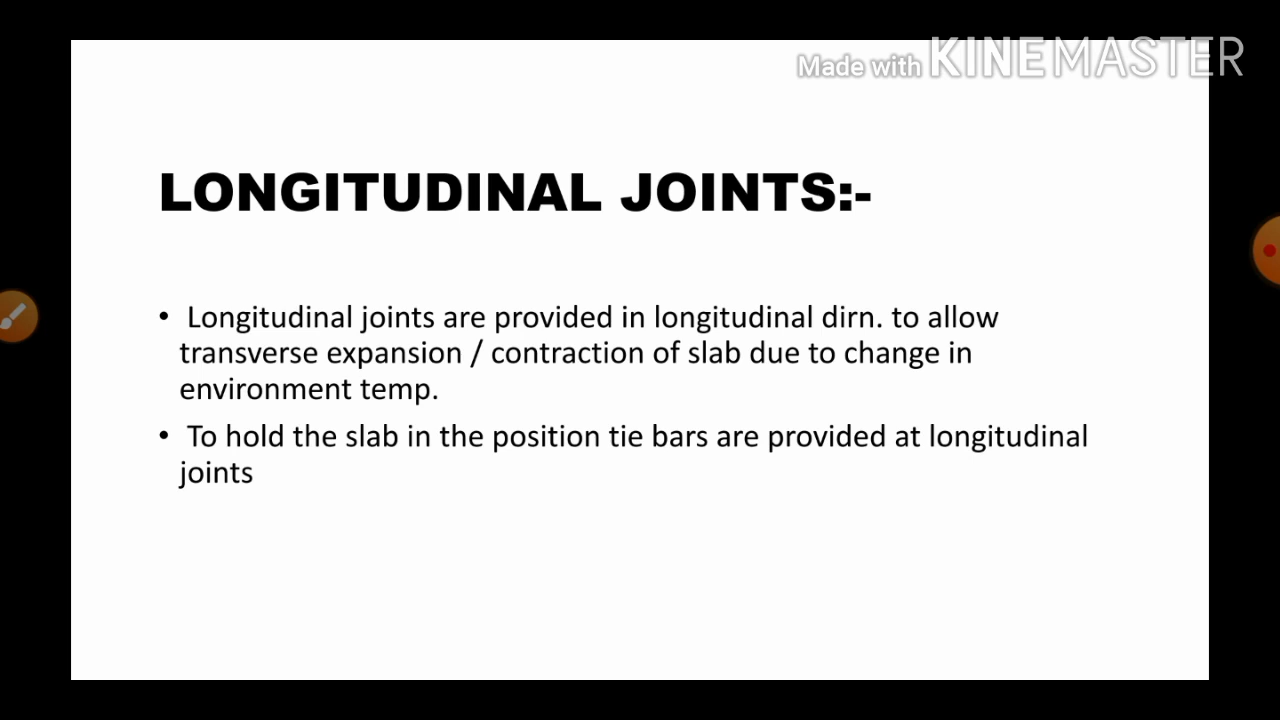 Made with KINEMASTER
LONGITUDINAL JOINTS:-
• Longitudinal joints are provided in longitudinal dirn. to allow
transverse expansion / contraction of slab due to change in
environment temp.
• To hold the slab in the position tie bars are provided at longitudinal
joints